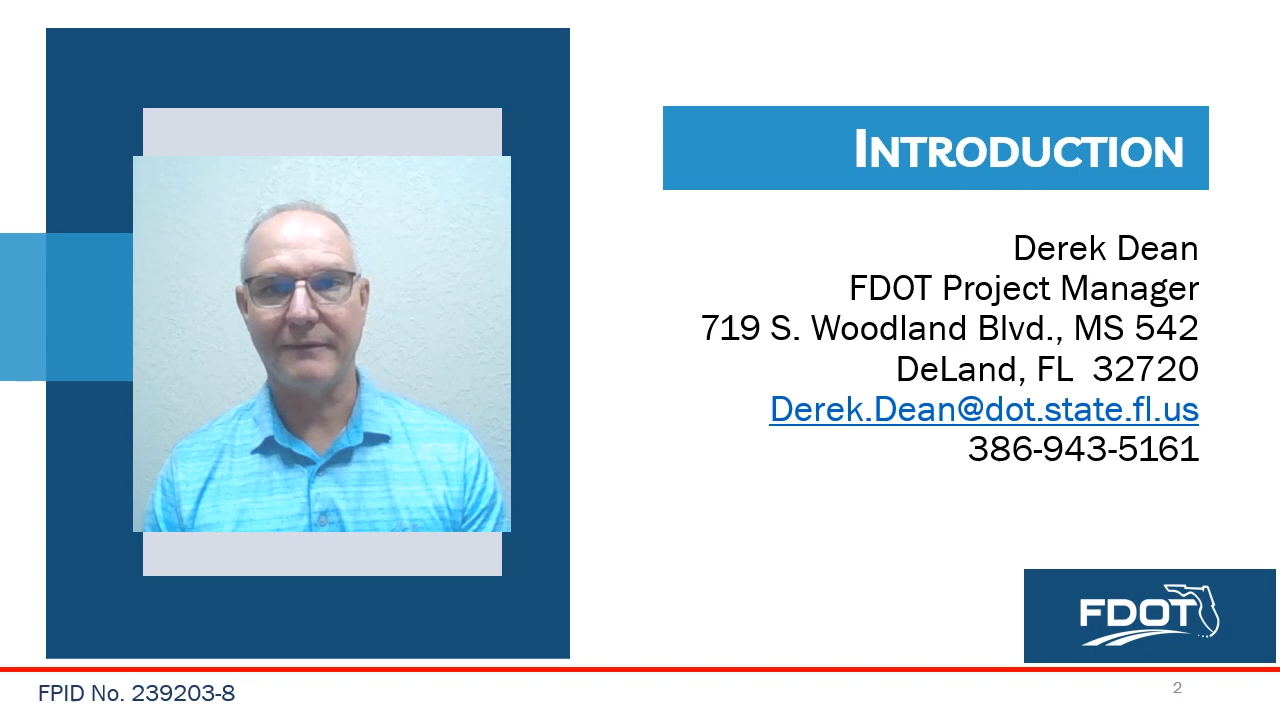 INTRODUCTION
Derek Dean
FDOT Project Manager
719 S. Woodland Blvd., MS 542
DeLand, FL  32720
Derek.Dean@dot.state.fl.us
386-943-5161
FDOT
FPID No. 239203-8
2